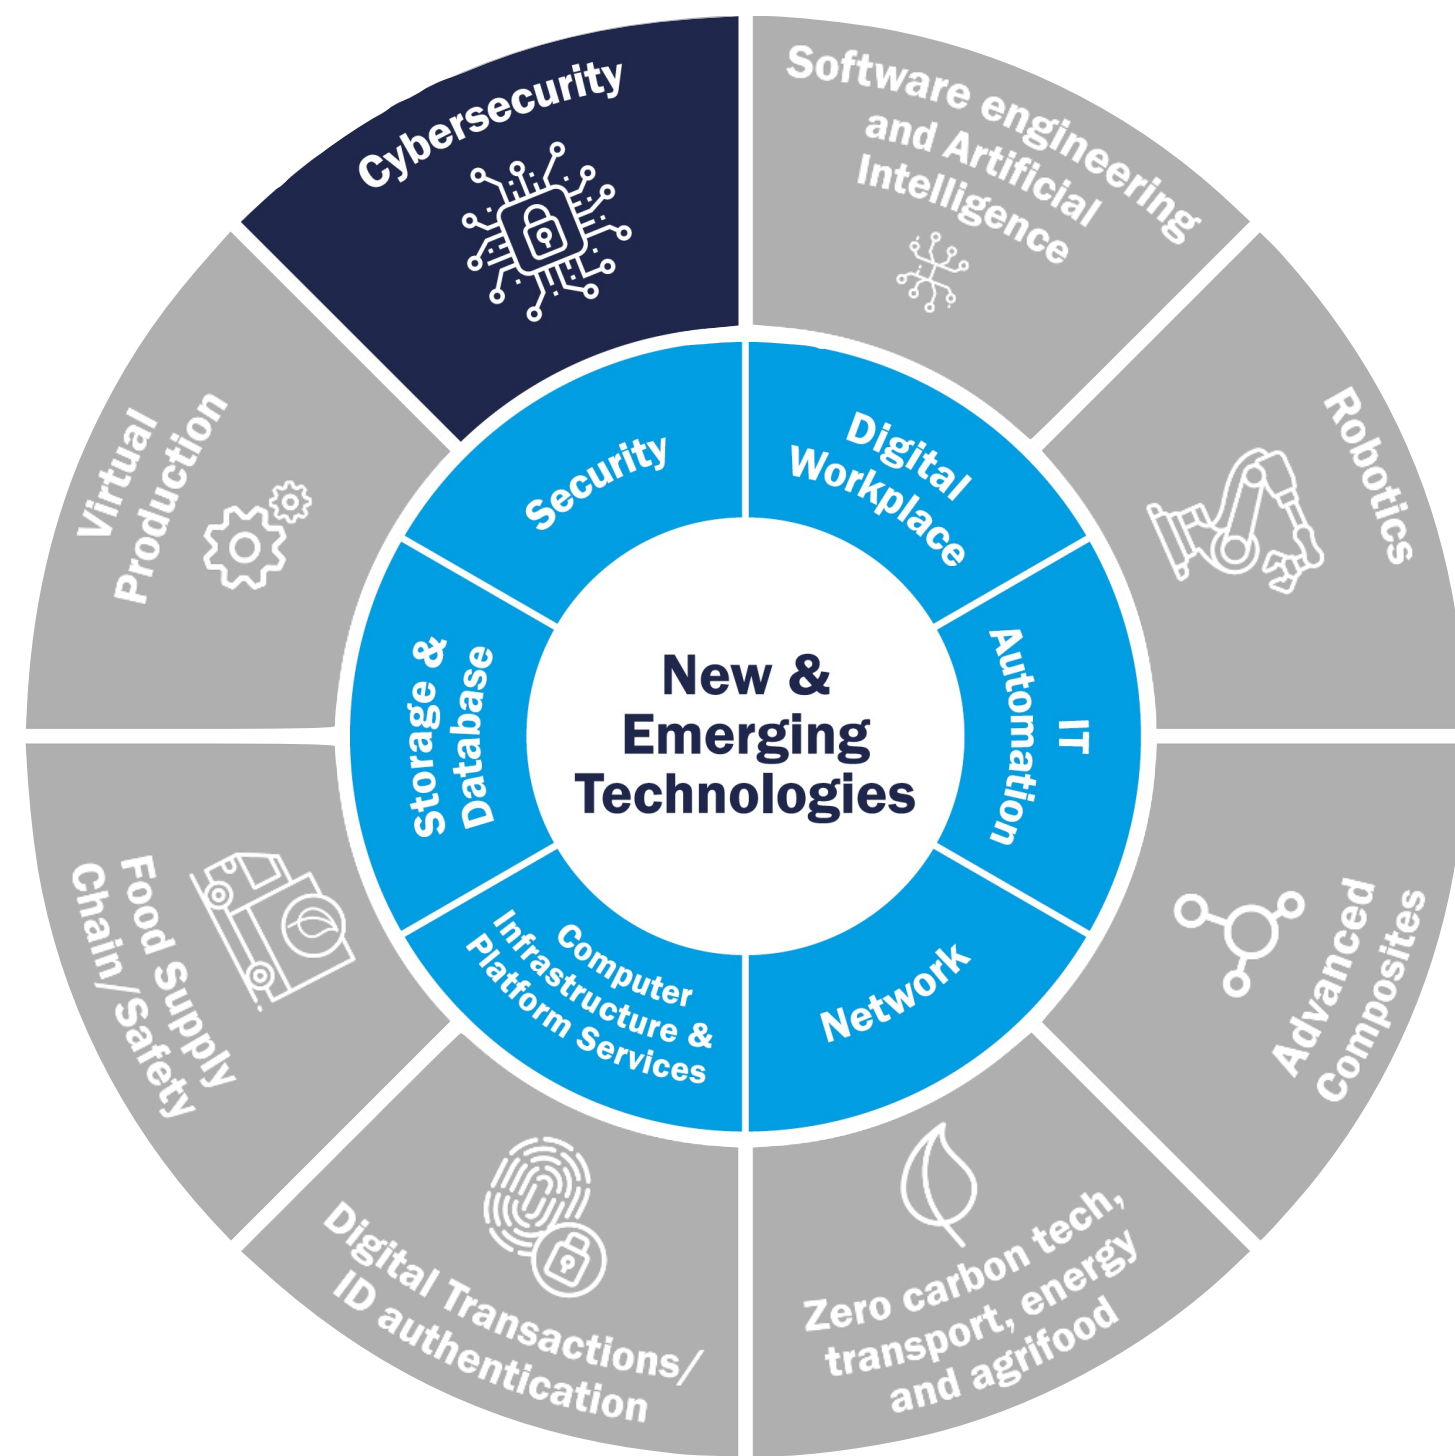 Cybersecurity
Software engineering
and Artificial
Intelligence
Robotics
Advanced
Composites
Zero carbon tech,
transport, energy
and agrifood
Digital Transactions/
ID authentication
Food Supply
Chain/Safety
Virtual
Production
Security
Digital
Workplace
IT
Automation
Network
Computer
Infrastructure &
Platform Services
Storage &
Database
New &
Emerging
Technologies